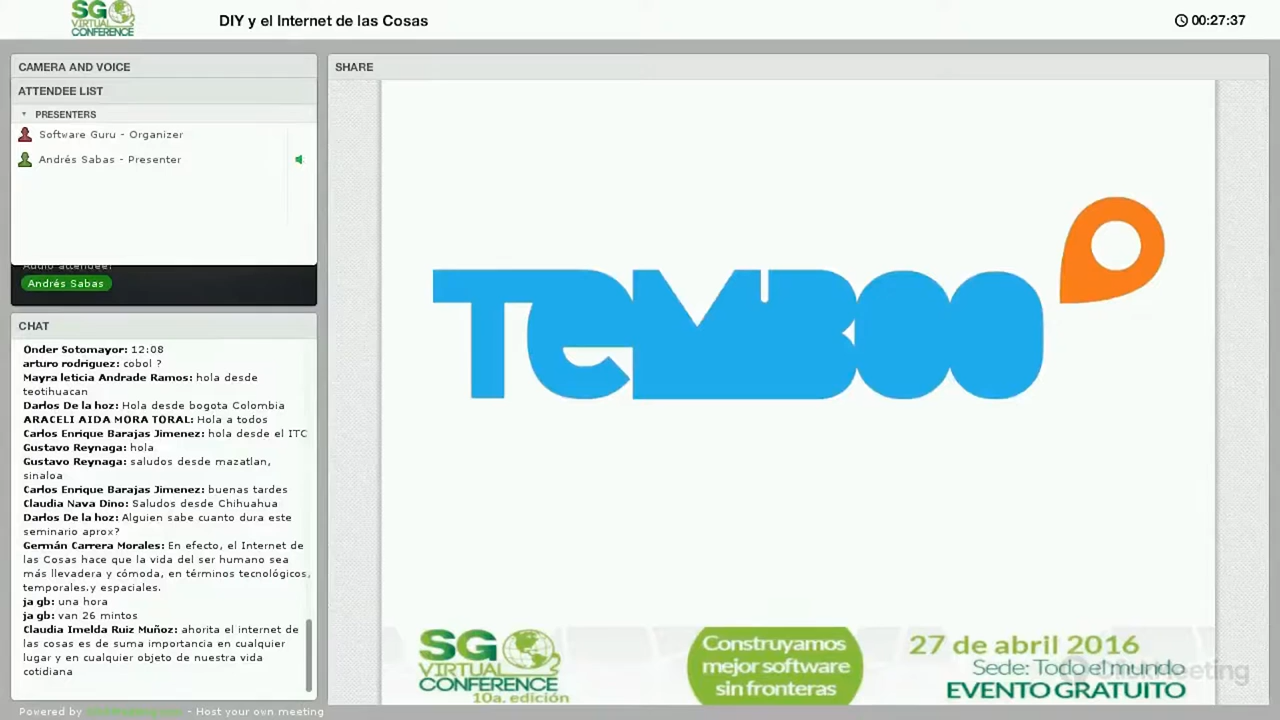 SG
VIRTUAL
CONFERENCE
DIY y el Internet de las Cosas
00:27:37
CAMERA AND VOICE
ATTENDEE LIST
PRESENTERS
Software Guru - Organizer
Andrés Sabas - Presenter
Audio attendee:
Andrés Sabas
CHAT
Onder Sotomayor: 12:08
arturo rodriguez: cobol ?
Mayra leticia Andrade Ramos: hola desde
teotihuacan
Darlos De la hoz: Hola desde bogota Colombia
ARACELI AIDA MORA TORAL: Hola a todos
Carlos Enrique Barajas Jimenez: hola desde el ITC
Gustavo Reynaga: hola
Gustavo Reynaga: saludos desde mazatlan,
sinaloa
Carlos Enrique Barajas Jimenez: buenas tardes
Claudia Nava Dino: Saludos desde Chihuahua
Darlos De la hoz: Alguien sabe cuanto dura este
seminario aprox?
Germán Carrera Morales: En efecto, el Internet de
las Cosas hace que la vida del ser humano sea
más llevadera y cómoda, en términos tecnológicos,
temporales.y espaciales.
ja gb: una hora
ja gb: van 26 mintos
Claudia Imelda Ruiz Muñoz: ahorita el internet de
las cosas es de suma importancia en cualquier
lugar y en cualquier objeto de nuestra vida
cotidiana
Powered by ClickMeeting.com - Host your own meeting
SHARE
TEMBOO
SG
VIRTUAL
CONFERENCE
10a. edición
Construyamos
mejor software
sin fronteras
27 de abril 2016
Sede: Todo el mundo
EVENTO GRATUITO
ClickMeeting